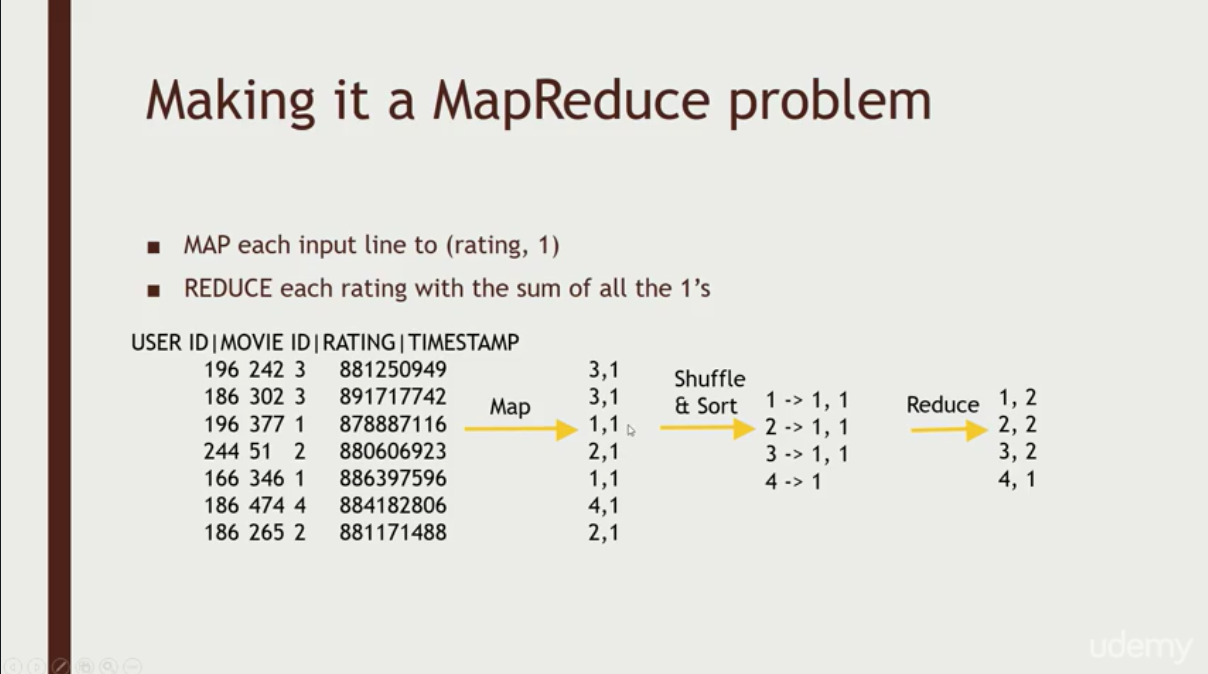 Making it a MapReduce problem
■ MAP each input line to (rating, 1)
■ REDUCE each rating with the sum of all the 1's
USER ID|MOVIE ID|RATING|TIMESTAMP
196 242 3 881250949
186 302 3 891717742
196 377 1 878887116
244 51 2 880606923
166 346 1 886397596
186 474 4 884182806
186 265 2 881171488
Map
3,1
3,1
1,1
2,1
1,1
4,1
2,1
Shuffle
& Sort
1 -> 1, 1
2 -> 1, 1
3 -> 1, 1
4 -> 1
Reduce
1, 2
2, 2
3, 2
4, 1
udemy